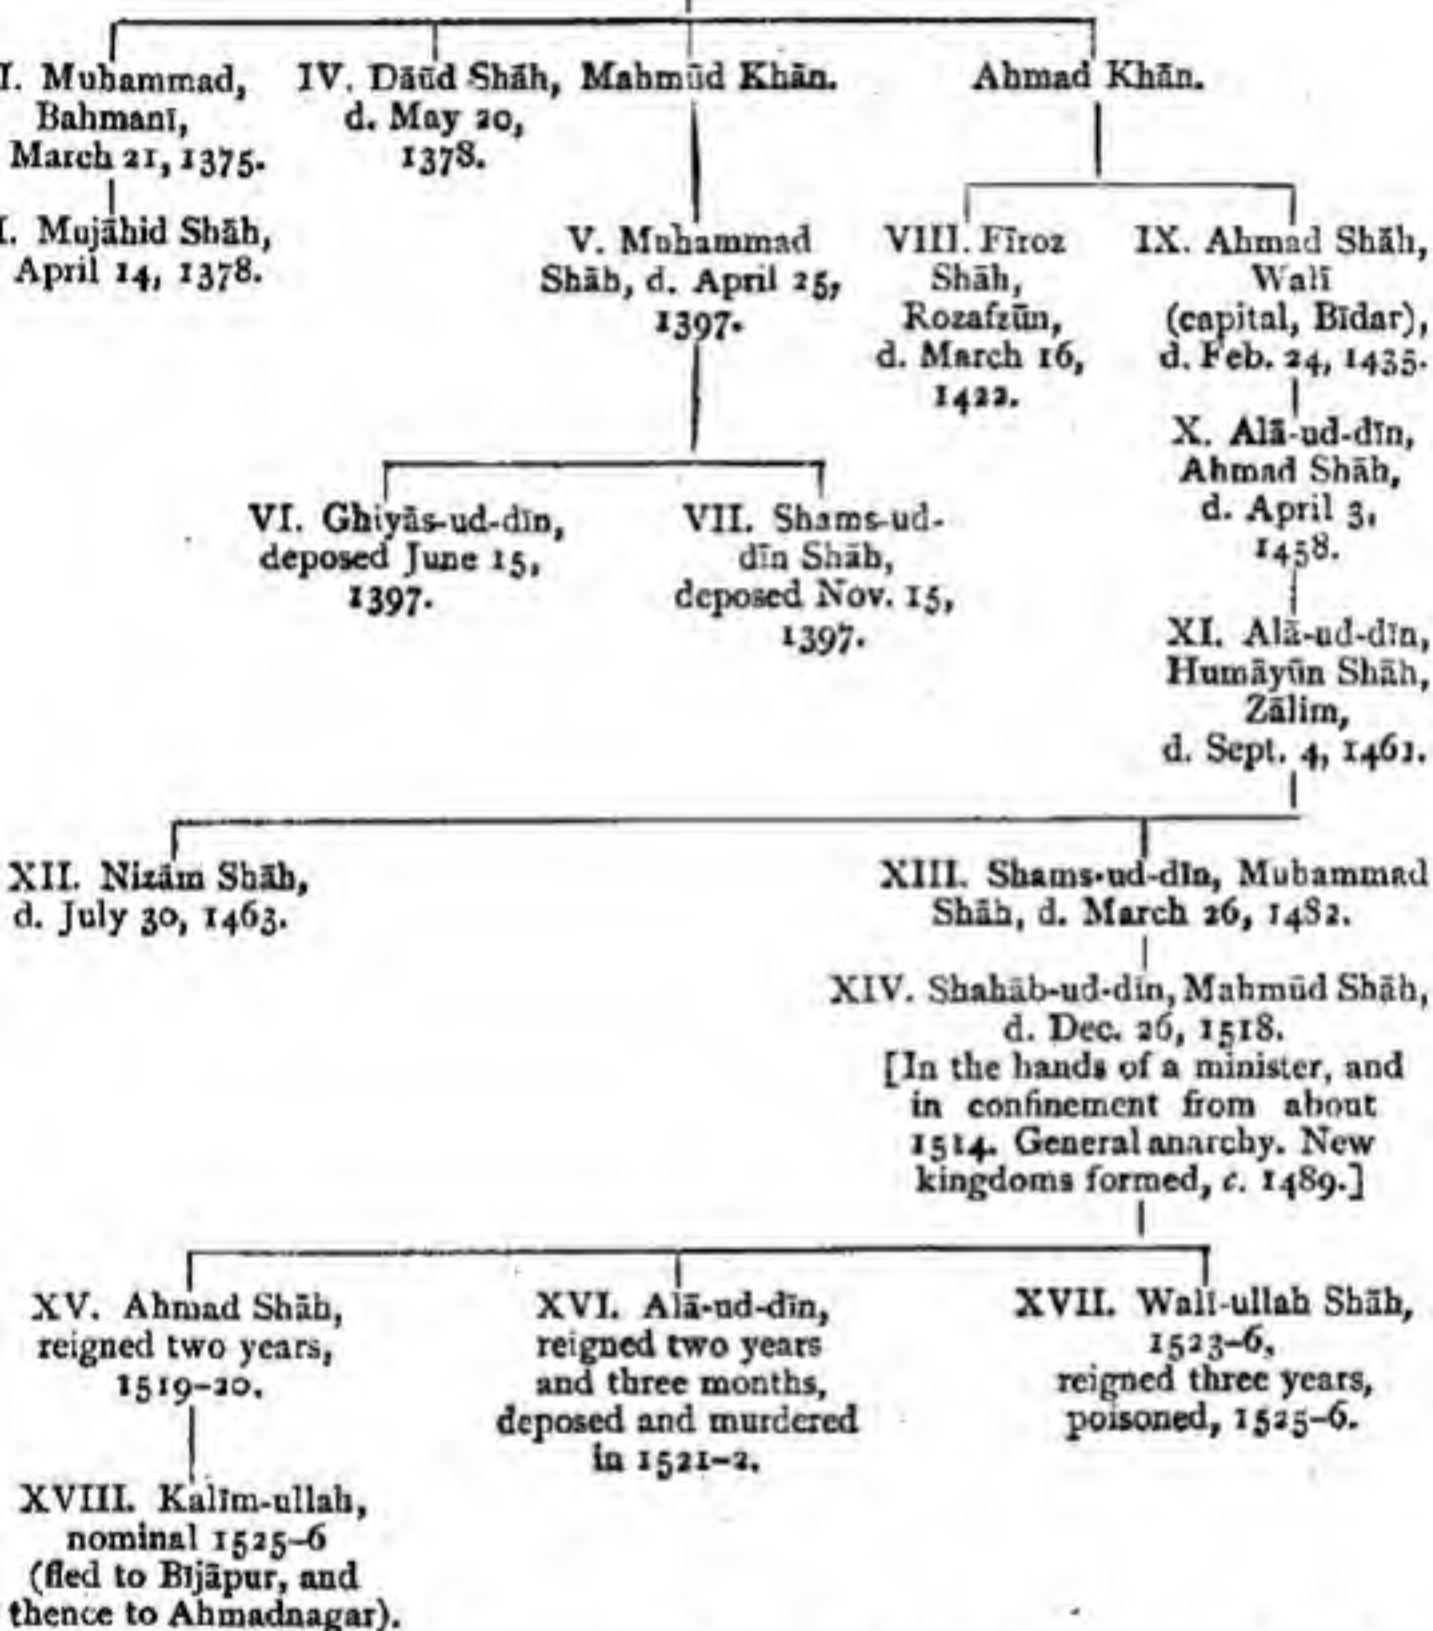 I. Muhammad,
Bahmanī,
March 21, 1375.
IV. Dāūd Shāh,
d. May 20,
1378.
Mahmūd Khān.
Ahmad Khān.
I. Mujāhid Shāh,
April 14, 1378.
V. Muhammad
Shāh, d. April 25,
1397.
VIII. Fīroz
Shāh,
Rozafzūn,
d. March 16,
1422.
IX. Ahmad Shāh,
Walī
(capital, Bīdar),
d. Feb. 24, 1435.
X. Alā-ud-dīn,
Ahmad Shāh,
d. April 3,
1458.
VI. Ghiyās-ud-dīn,
deposed June 15,
1397.
VII. Shams-ud-
dīn Shāh,
deposed Nov. 15,
1397.
XI. Alā-ud-dīn,
Humāyūn Shāh,
Zālim,
d. Sept. 4, 1461.
XII. Nizām Shāh,
d. July 30, 1463.
XIII. Shams-ud-dīn, Muhammad
Shāh, d. March 26, 1482.
XIV. Shahāb-ud-dīn, Mahmūd Shāh,
d. Dec. 26, 1518.
[In the hands of a minister, and
in confinement from about
1514. General anarchy. New
kingdoms formed, c. 1489.]
XV. Ahmad Shāh,
reigned two years,
1519–20.
XVI. Alā-ud-dīn,
reigned two years
and three months,
deposed and murdered
in 1521–2.
XVII. Walī-ullah Shāh,
1523–6,
reigned three years,
poisoned, 1525–6.
XVIII. Kalīm-ullah,
nominal 1525–6
(fled to Bījāpur, and
thence to Ahmadnagar).